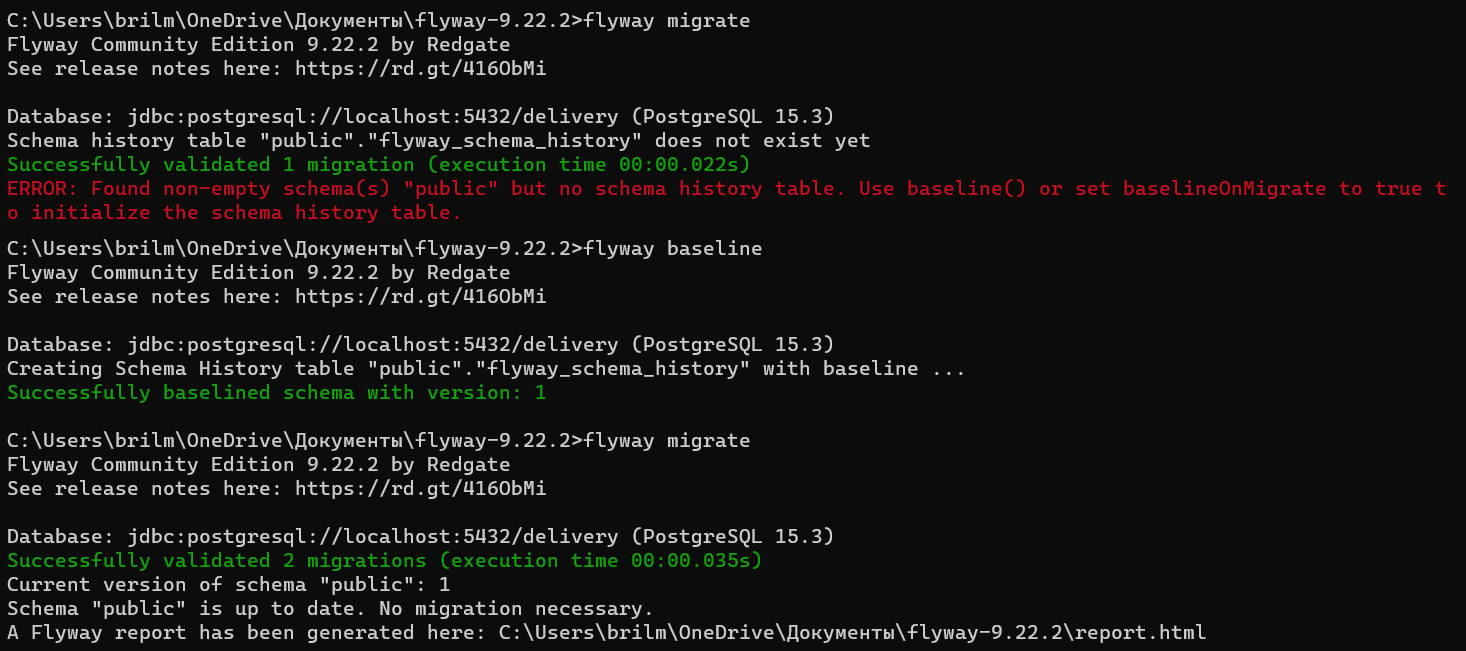 C:\Users\brilm\OneDrive\Документы\flyway-9.22.2>flyway migrate
Flyway Community Edition 9.22.2 by Redgate
See release notes here: https://rd.gt/416ObMi
Database: jdbc:postgresql://localhost:5432/delivery (PostgreSQL 15.3)
Schema history table "public"."flyway_schema_history" does not exist yet
Successfully validated 1 migration (execution time 00:00.022s)
ERROR: Found non-empty schema(s) "public" but no schema history table. Use baseline() or set baselineOnMigrate to true t
o initialize the schema history table.
C:\Users\brilm\OneDrive\Документы\flyway-9.22.2>flyway baseline
Flyway Community Edition 9.22.2 by Redgate
See release notes here: https://rd.gt/416ObMi
Database: jdbc:postgresql://localhost:5432/delivery (PostgreSQL 15.3)
Creating Schema History table "public"."flyway_schema_history" with baseline ...
Successfully baselined schema with version: 1
C:\Users\brilm\OneDrive\Документы\flyway-9.22.2>flyway migrate
Flyway Community Edition 9.22.2 by Redgate
See release notes here: https://rd.gt/416ObMi
Database: jdbc:postgresql://localhost:5432/delivery (PostgreSQL 15.3)
Successfully validated 2 migrations (execution time 00:00.035s)
Current version of schema "public": 1
Schema "public" is up to date. No migration necessary.
A Flyway report has been generated here: C:\Users\brilm\OneDrive\Документы\flyway-9.22.2\report.html